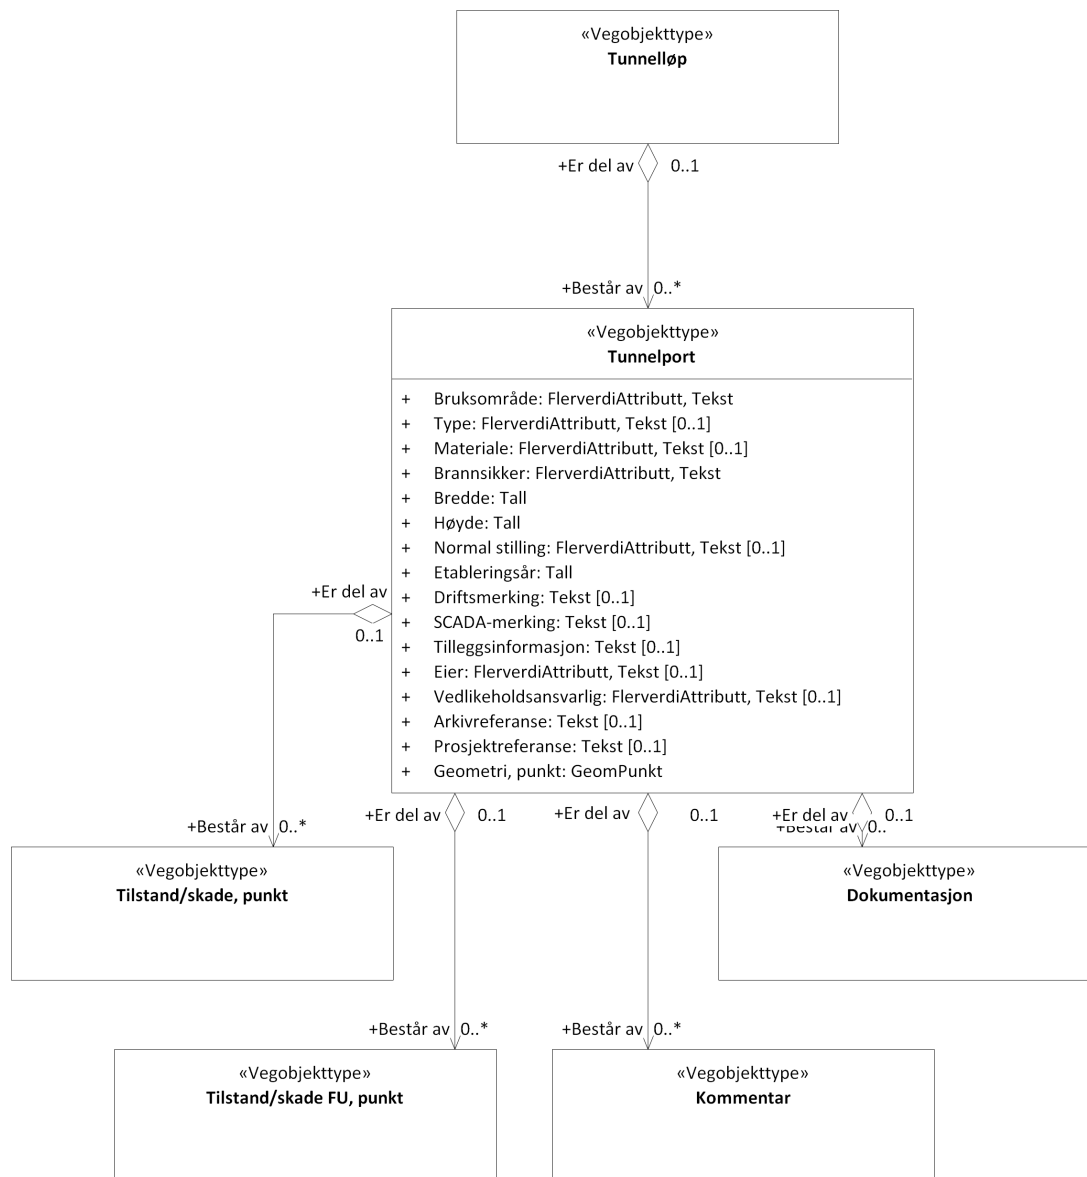 «Vegobjekttype»
Tunnelløp
+Er del av 0..1
+Består av 0..*
«Vegobjekttype»
Tunnelport
+ Bruksområde: FlerverdiAttributt, Tekst
+ Type: FlerverdiAttributt, Tekst [0..1]
+ Materiale: FlerverdiAttributt, Tekst [0..1]
+ Brannsikker: FlerverdiAttributt, Tekst
+ Bredde: Tall
+ Høyde: Tall
+ Normal stilling: FlerverdiAttributt, Tekst [0..1]
+ Etableringsår: Tall
+ Driftsmerking: Tekst [0..1]
+ SCADA-merking: Tekst [0..1]
+ Tilleggsinformasjon: Tekst [0..1]
+ Eier: FlerverdiAttributt, Tekst [0..1]
+ Vedlikeholdsansvarlig: FlerverdiAttributt, Tekst [0..1]
+ Arkivreferanse: Tekst [0..1]
+ Prosjektreferanse: Tekst [0..1]
+ Geometri, punkt: GeomPunkt
+Er del av
0..1
+Er del av 0..1
+Er del av 0..1
+Er del av 0..1
+Består av 0..*
+Består av 0..
«Vegobjekttype»
Tilstand/skade, punkt
«Vegobjekttype»
Dokumentasjon
+Består av 0..*
+Består av 0..*
«Vegobjekttype»
Tilstand/skade FU, punkt
«Vegobjekttype»
Kommentar